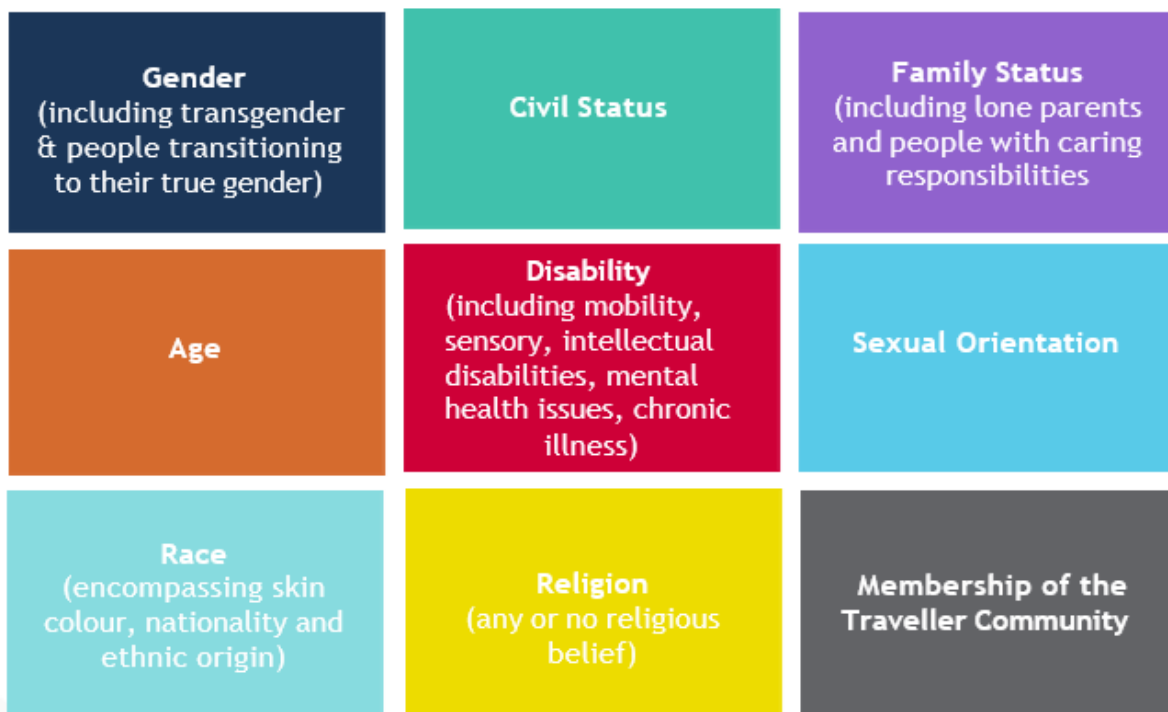 Gender
(including transgender
& people transitioning
to their true gender)
Civil Status
Family Status
(including lone parents
and people with caring
responsibilities
Age
Disability
(including mobility,
sensory, intellectual
disabilities, mental
health issues, chronic
illness)
Sexual Orientation
Race
(encompassing skin
colour, nationality and
ethnic origin)
Religion
(any or no religious
belief)
Membership of the
Traveller Community